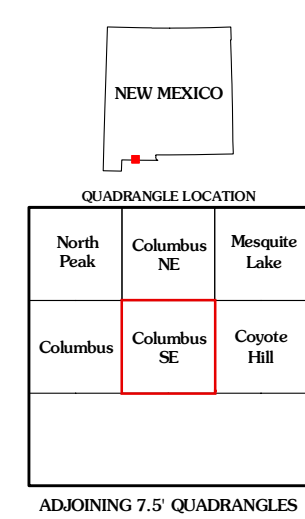 NEW MEXICO
QUADRANGLE LOCATION
North
Peak
Columbus
NE
Mesquite
Lake
Columbus
Columbus
SE
Coyote
Hill
ADJOINING 7.5' QUADRANGLES